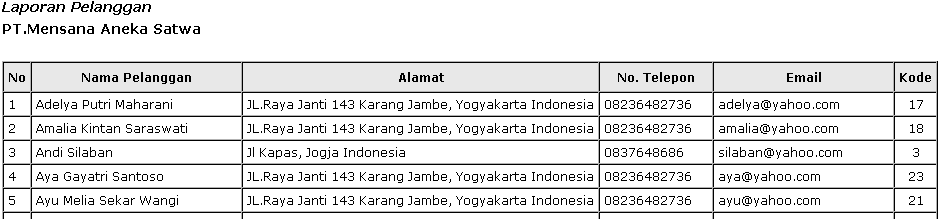 Laporan Pelanggan
PT.Mensana Aneka Satwa
No Nama Pelanggan Alamat No. Telepon Email Kode
1 Adelya Putri Maharani JL.Raya Janti 143 Karang Jambe, Yogyakarta Indonesia 08236482736 adelya@yahoo.com 17
2 Amalia Kintan Saraswati JL.Raya Janti 143 Karang Jambe, Yogyakarta Indonesia 08236482736 amalia@yahoo.com 18
3 Andi Silaban Jl Kapas, Jogja Indonesia 0837648686 silaban@yahoo.com 3
4 Aya Gayatri Santoso JL.Raya Janti 143 Karang Jambe, Yogyakarta Indonesia 08236482736 aya@yahoo.com 23
5 Ayu Melia Sekar Wangi JL.Raya Janti 143 Karang Jambe, Yogyakarta Indonesia 08236482736 ayu@yahoo.com 21